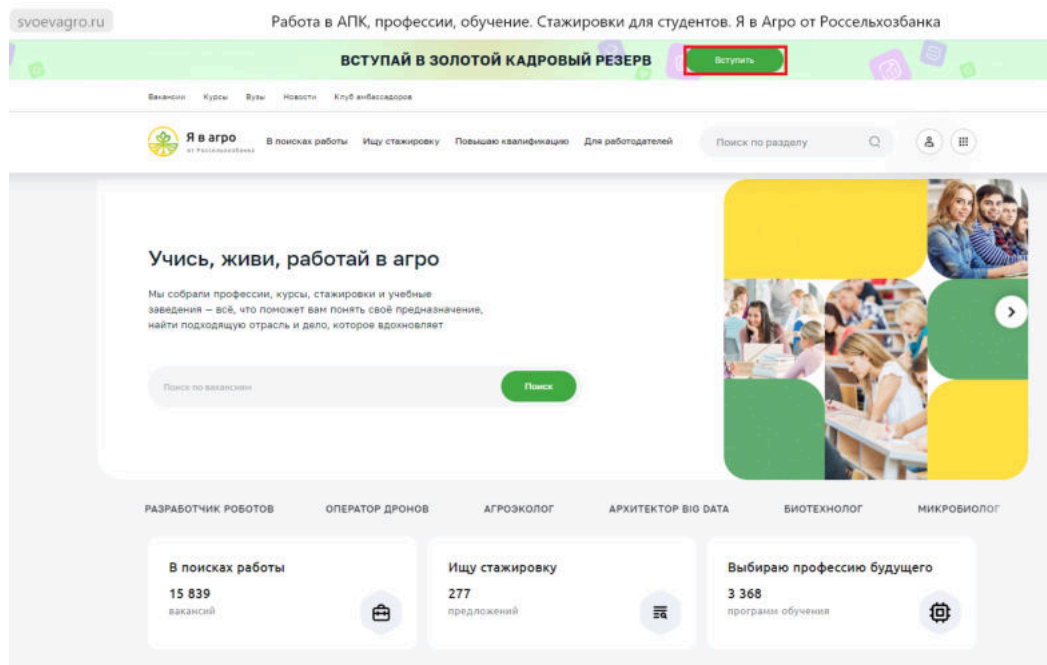 svoevagro.ru
Работа в АПК, профессии, обучение. Стажировки для студентов. Я в Агро от Россельхозбанка
ВСТУПАЙ В ЗОЛОТОЙ КАДРОВЫЙ РЕЗЕРВ
Вступить
Вакансии Курсы Вузы Новости Клуб амбассадоров
Я в агро
от Россельхозбанка
В поисках работы Ищу стажировку Повышаю квалификацию Для работодателей
Поиск по разделу
Учись, живи, работай в агро
Мы собрали профессии, курсы, стажировки и учебные
заведения — всё, что поможет вам понять своё предназначение,
найти подходящую отрасль и дело, которое вдохновляет
Поиск по вакансиям
Поиск
РАЗРАБОТЧИК РОБОТОВ ОПЕРАТОР ДРОНОВ АГРОЭКОЛОГ АРХИТЕКТОР BIG DATA БИОТЕХНОЛОГ МИКРОБИОЛОГ
В поисках работы
15 839
вакансий
Ищу стажировку
277
предложений
Выбираю профессию будущего
3 368
программ обучения